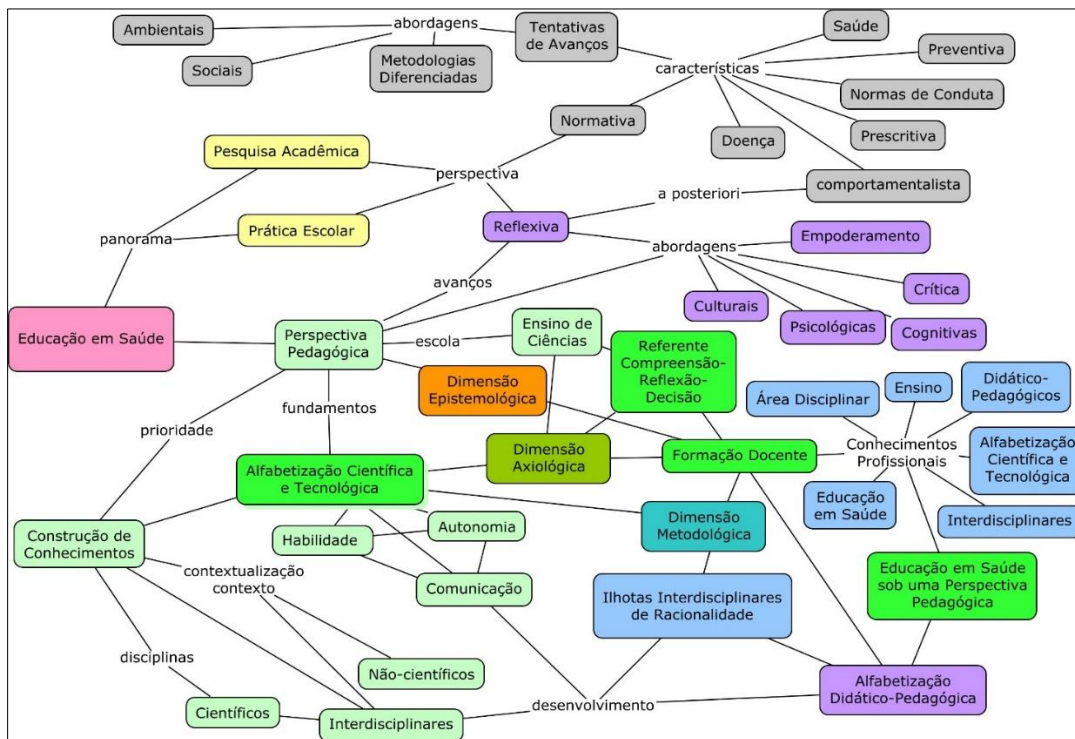 Ambientais
abordagens
Tentativas
de Avanços
Saúde
Sociais
Metodologias
Diferenciadas
características
Preventiva
Normas de Conduta
Normativa
Doença
Prescritiva
Pesquisa Acadêmica
perspectiva
a posteriori
comportamentalista
panorama
Prática Escolar
Reflexiva
abordagens
Empoderamento
avanços
Crítica
Culturais
Psicológicas
Cognitivas
Educação em Saúde
Perspectiva
Pedagógica
escola
Ensino de
Ciências
Referente
Compreensão-
Reflexão-
Decisão
Dimensão
Epistemológica
Área Disciplinar
Ensino
Didático-
Pedagógicos
fundamentos
prioridade
Dimensão
Axiológica
Formação Docente
Conhecimentos
Profissionais
Alfabetização
Científica e
Tecnológica
Alfabetização Científica
e Tecnológica
Educação
em Saúde
Interdisciplinares
Construção de
Conhecimentos
Habilidade
Autonomia
Dimensão
Metodológica
contextualização
contexto
Comunicação
Ilhotas Interdisciplinares
de Racionalidade
Educação em Saúde
sob uma Perspectiva
Pedagógica
disciplinas
Não-científicos
Científicos
Interdisciplinares
desenvolvimento
Alfabetização
Didático-Pedagógica